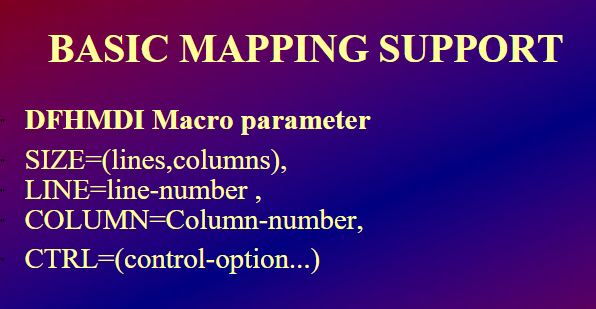 BASIC MAPPING SUPPORT
DFHMDI Macro parameter
SIZE=(lines,columns),
LINE=line-number ,
COLUMN=Column-number,
CTRL=(control-option...)